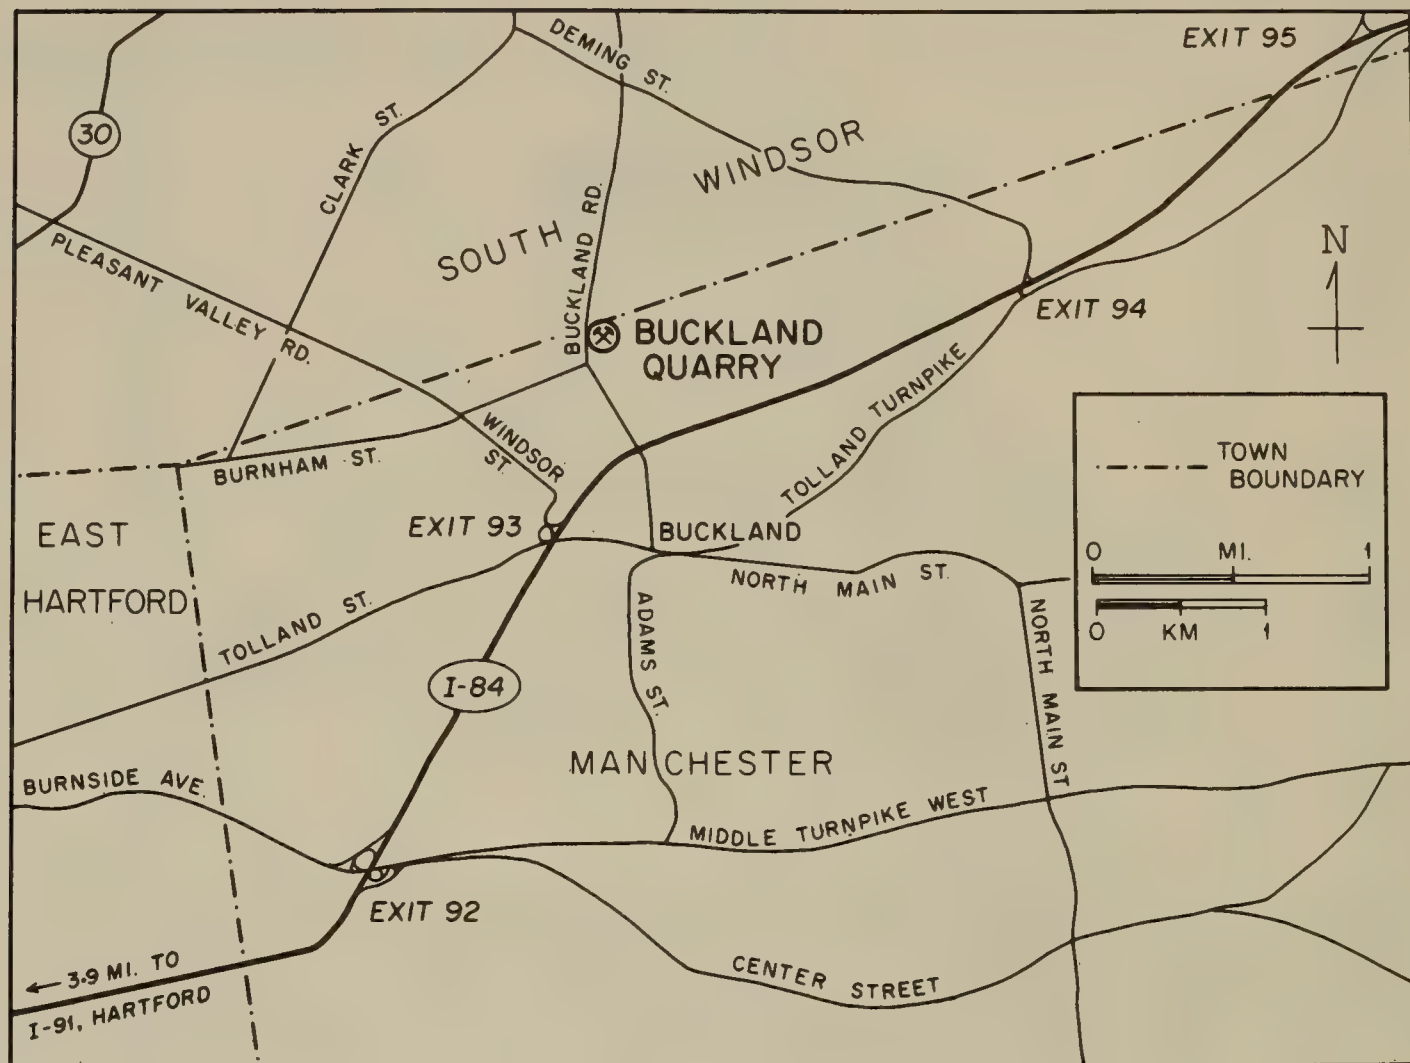 EXIT 95
DEMING ST.
30
CLARK ST.
WINDSOR
SOUTH
BUCKLAND RD.
PLEASANT VALLEY RD.
N
EXIT 94
BUCKLAND
QUARRY
TOLLAND TURNPIKE
WINDSOR ST.
BURNHAM ST.
TOWN
BOUNDARY
EAST
HARTFORD
EXIT 93
BUCKLAND
0 MI. 1
0 KM 1
NORTH MAIN ST.
TOLLAND ST.
ADAMS ST.
NORTH MAIN ST
I-84
MANCHESTER
BURNSIDE AVE.
MIDDLE TURNPIKE WEST
EXIT 92
CENTER STREET
3.9 MI. TO
I-91, HARTFORD